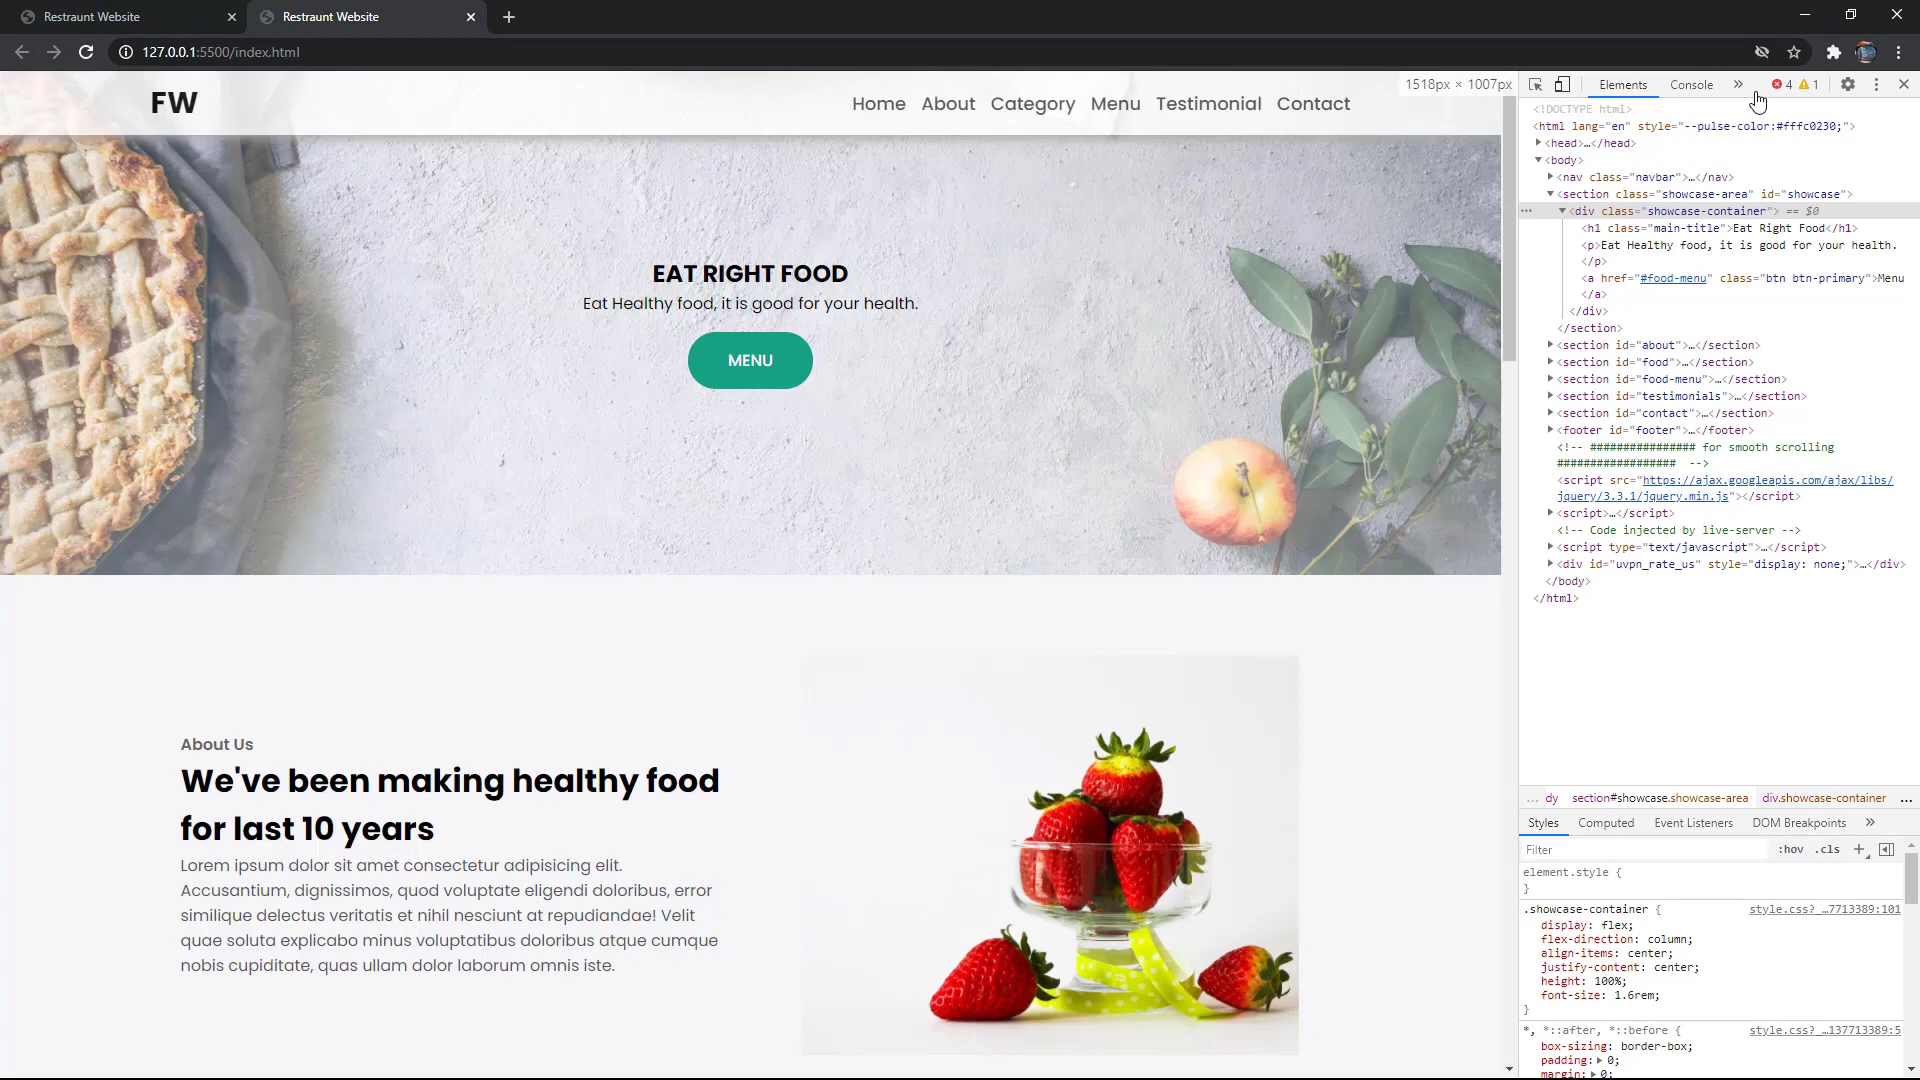 Restraunt Website
Restraunt Website
127.0.0.1:5500/index.html
FW
Home About Category Menu Testimonial Contact
1518px × 1007px
EAT RIGHT FOOD
Eat Healthy food, it is good for your health.
MENU
About Us
We've been making healthy food
for last 10 years
Lorem ipsum dolor sit amet consectetur adipisicing elit.
Accusantium, dignissimos, quod voluptate eligendi doloribus, error
similique delectus veritatis et nihil nesciunt at repudiandae! Velit
quae soluta explicabo minus voluptatibus doloribus atque cumque
nobis cupiditate, quas ullam dolor laborum omnis iste.
Elements Console » 4 1
<!DOCTYPE html>
<html lang="en" style="--pulse-color:#fffc0230;">
<head>…</head>
<body>
<nav class="navbar">…</nav>
<section class="showcase-area" id="showcase">
<div class="showcase-container"> == $0
<h1 class="main-title">Eat Right Food</h1>
<p>Eat Healthy food, it is good for your health.
</p>
<a href="#food-menu" class="btn btn-primary">Menu
</a>
</div>
</section>
<section id="about">…</section>
<section id="food">…</section>
<section id="food-menu">…</section>
<section id="testimonials">…</section>
<section id="contact">…</section>
<footer id="footer">…</footer>
<!-- ################ for smooth scrolling
################## -->
<script src="https://ajax.googleapis.com/ajax/libs/
jquery/3.3.1/jquery.min.js"></script>
<script>…</script>
<!-- Code injected by live-server -->
<script type="text/javascript">…</script>
<div id="uvpn_rate_us" style="display: none;">…</div>
</body>
</html>
… dy section#showcase.showcase-area div.showcase-container …
Styles Computed Event Listeners DOM Breakpoints »
Filter :hov .cls +
element.style {
}
.showcase-container { style.css?_…7713389:101
display: flex;
flex-direction: column;
align-items: center;
justify-content: center;
height: 100%;
font-size: 1.6rem;
}
*, *::after, *::before { style.css?_…137713389:5
box-sizing: border-box;
padding: 0;
margin: 0;